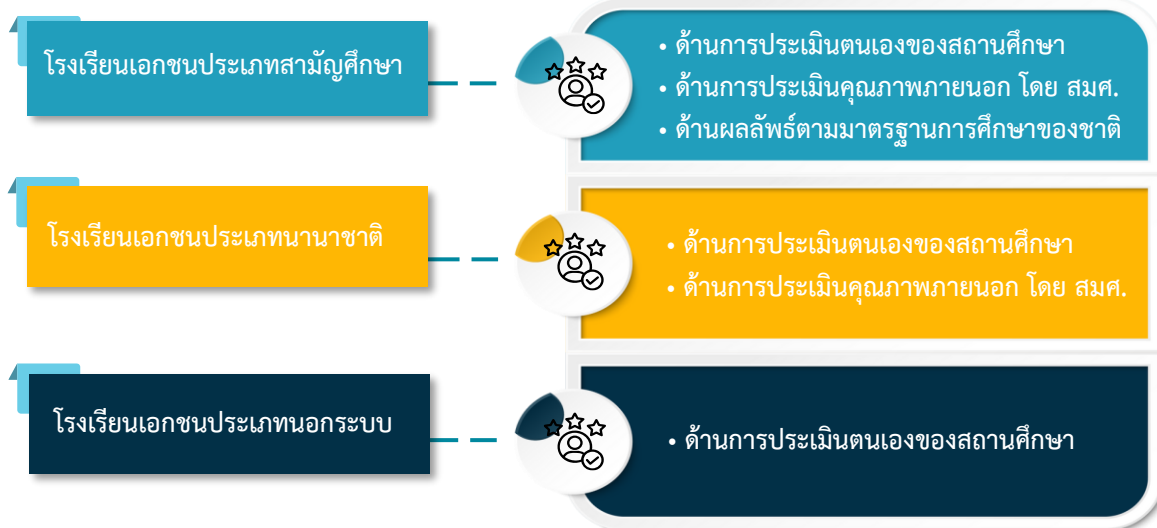 โรงเรียนเอกชนประเภทสามัญศึกษา
• ด้านการประเมินตนเองของสถานศึกษา
• ด้านการประเมินคุณภาพภายนอก โดย สมศ.
• ด้านผลลัพธ์ตามมาตรฐานการศึกษาของชาติ
โรงเรียนเอกชนประเภทนานาชาติ
• ด้านการประเมินตนเองของสถานศึกษา
• ด้านการประเมินคุณภาพภายนอก โดย สมศ.
โรงเรียนเอกชนประเภทนอกระบบ
• ด้านการประเมินตนเองของสถานศึกษา